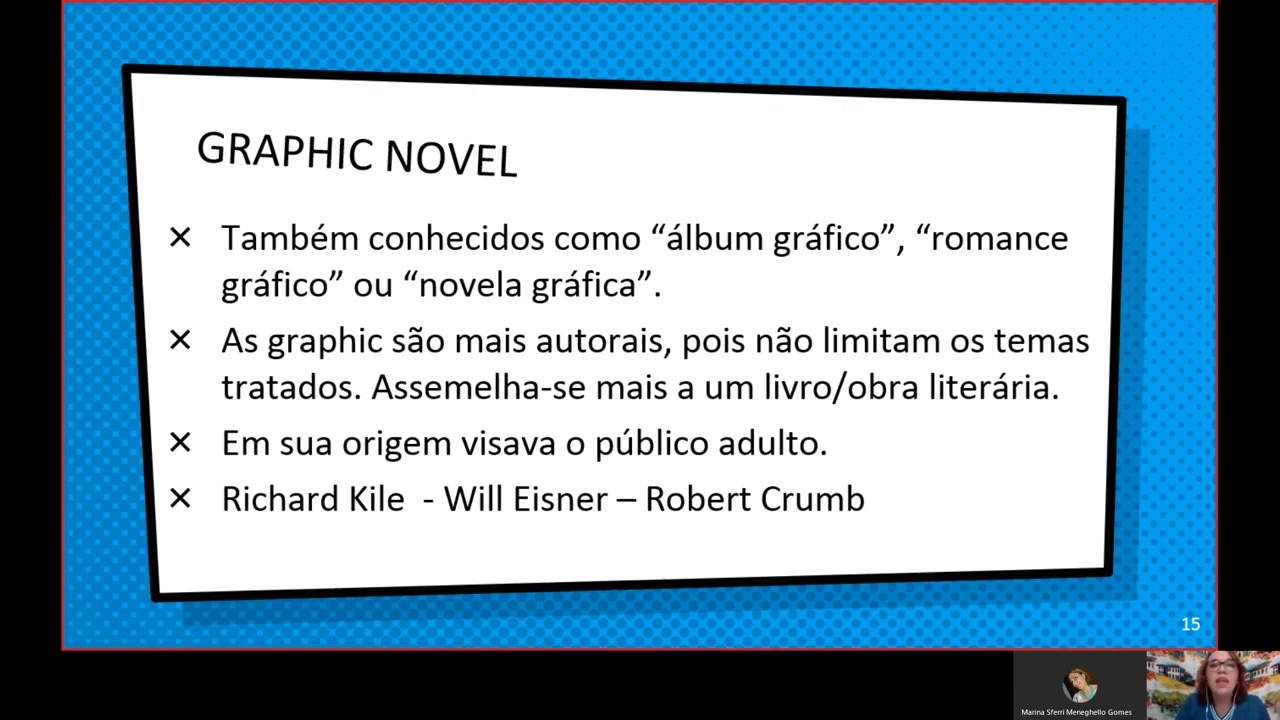 GRAPHIC NOVEL
✕ Também conhecidos como “álbum gráfico”, “romance
gráfico” ou “novela gráfica”.
✕ As graphic são mais autorais, pois não limitam os temas
tratados. Assemelha-se mais a um livro/obra literária.
✕ Em sua origem visava o público adulto.
✕ Richard Kile - Will Eisner – Robert Crumb
15
Marina Sferri Meneghello Gomes